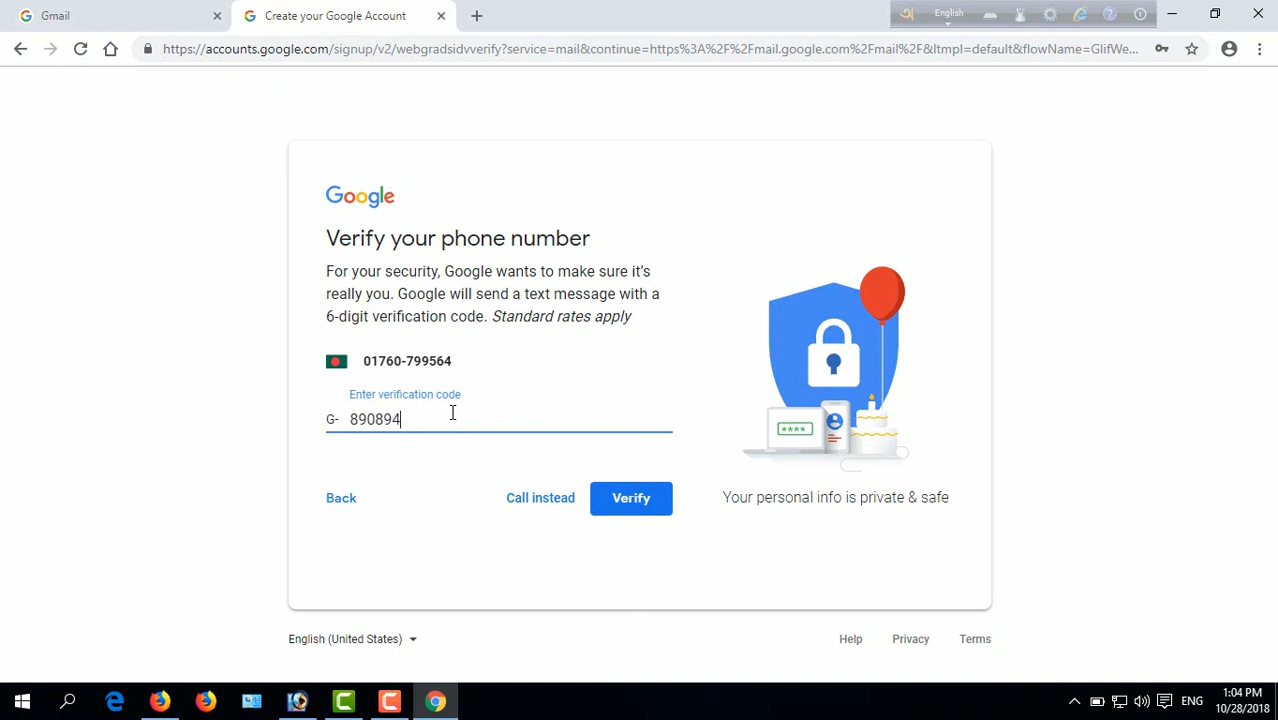 Gmail
Create your Google Account
English
https://accounts.google.com/signup/v2/webgradsidvverify?service=mail&continue=https%3A%2F%2Fmail.google.com%2Fmail%2F&ltmpl=default&flowName=GlifWe...
Google
Verify your phone number
For your security, Google wants to make sure it's
really you. Google will send a text message with a
6-digit verification code. Standard rates apply
01760-799564
Enter verification code
G- 890894
Back
Call instead
Verify
****
Your personal info is private & safe
English (United States)
Help
Privacy
Terms
ENG
1:04 PM
10/28/2018